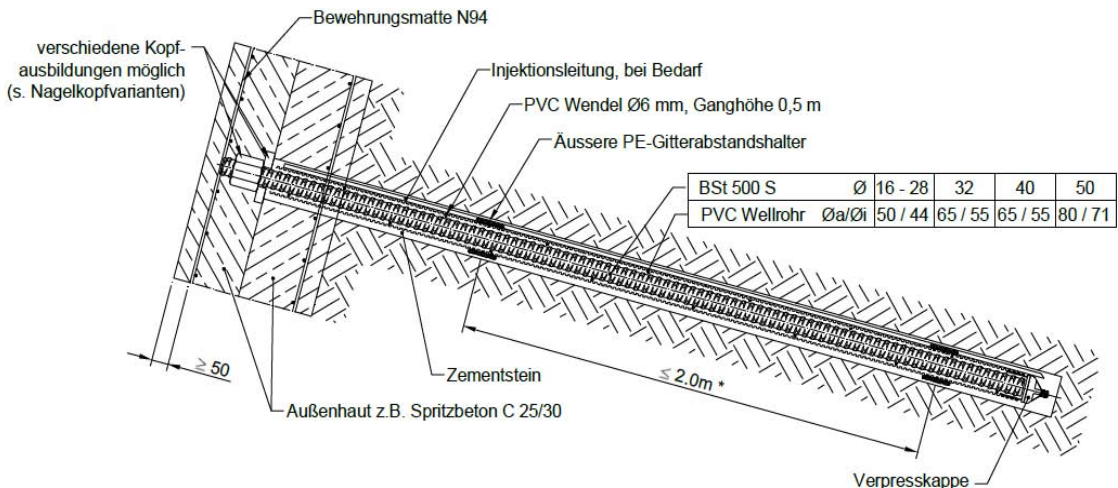 Bewehrungsmatte N94
verschiedene Kopf-
ausbildungen möglich
(s. Nagelkopfvarianten)
Injektionsleitung, bei Bedarf
PVC Wendel Ø6 mm, Ganghöhe 0,5 m
Äussere PE-Gitterabstandshalter
BSt 500 S Ø 16 - 28 32 40 50
PVC Wellrohr Øa/Øi 50 / 44 65 / 55 65 / 55 80 / 71
≥ 50
Zementstein
≤ 2.0m *
Außenhaut z.B. Spritzbeton C 25/30
Verpresskappe